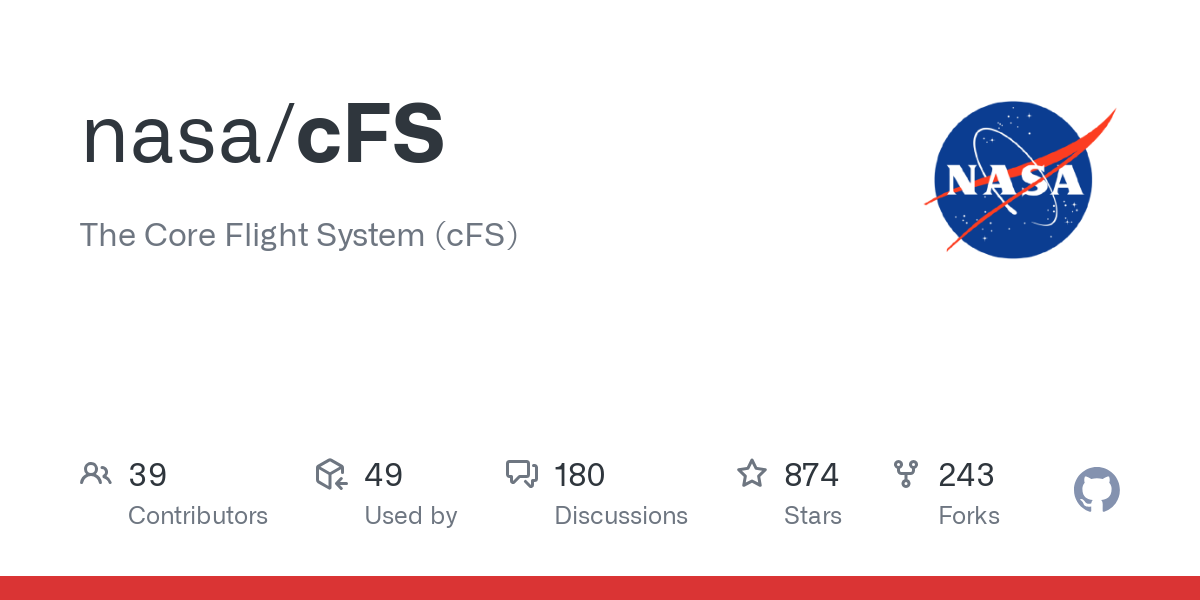 nasa/cFS
The Core Flight System (cFS)
NASA
39
Contributors
49
Used by
180
Discussions
874
Stars
243
Forks